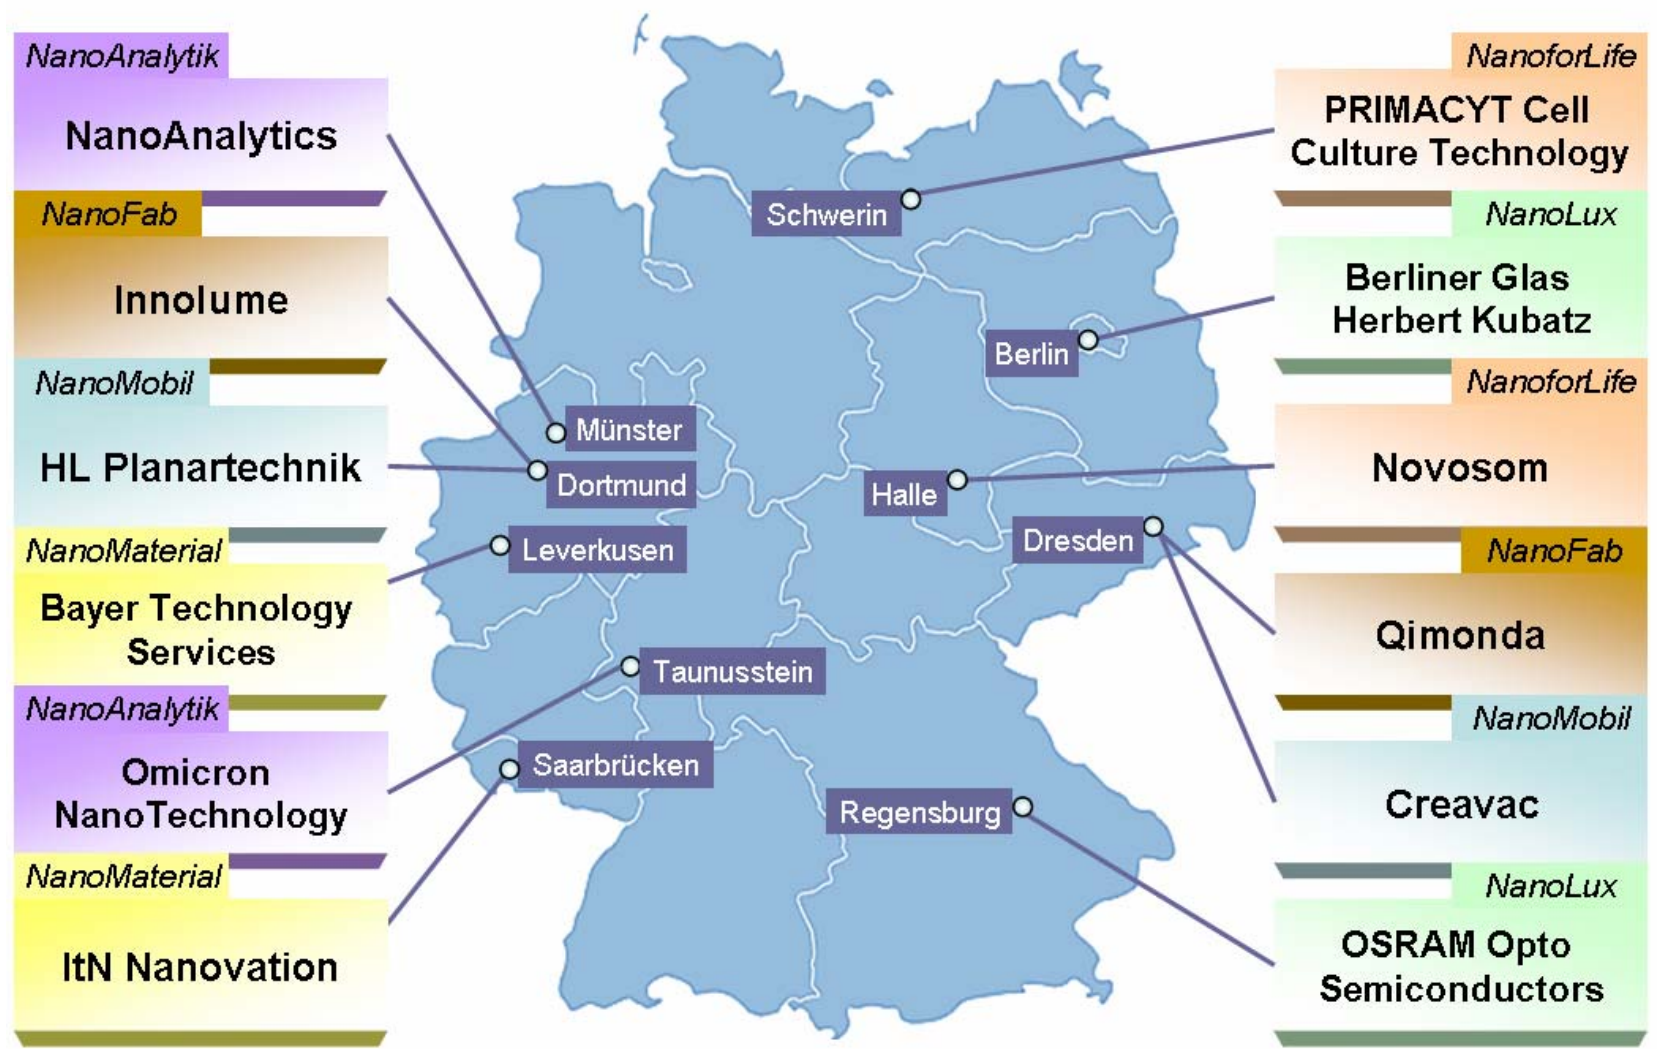 NanoAnalytik
NanoAnalytics
NanoFab
Innolume
NanoMobil
HL Planartechnik
NanoMaterial
Bayer Technology
Services
NanoAnalytik
Omicron
NanoTechnology
NanoMaterial
ItN Nanovation
Schwerin
Berlin
Münster
Dortmund
Halle
Leverkusen
Dresden
Taunusstein
Saarbrücken
Regensburg
NanoforLife
PRIMACYT Cell
Culture Technology
NanoLux
Berliner Glas
Herbert Kubatz
NanoforLife
Novosom
NanoFab
Qimonda
NanoMobil
Creavac
NanoLux
OSRAM Opto
Semiconductors